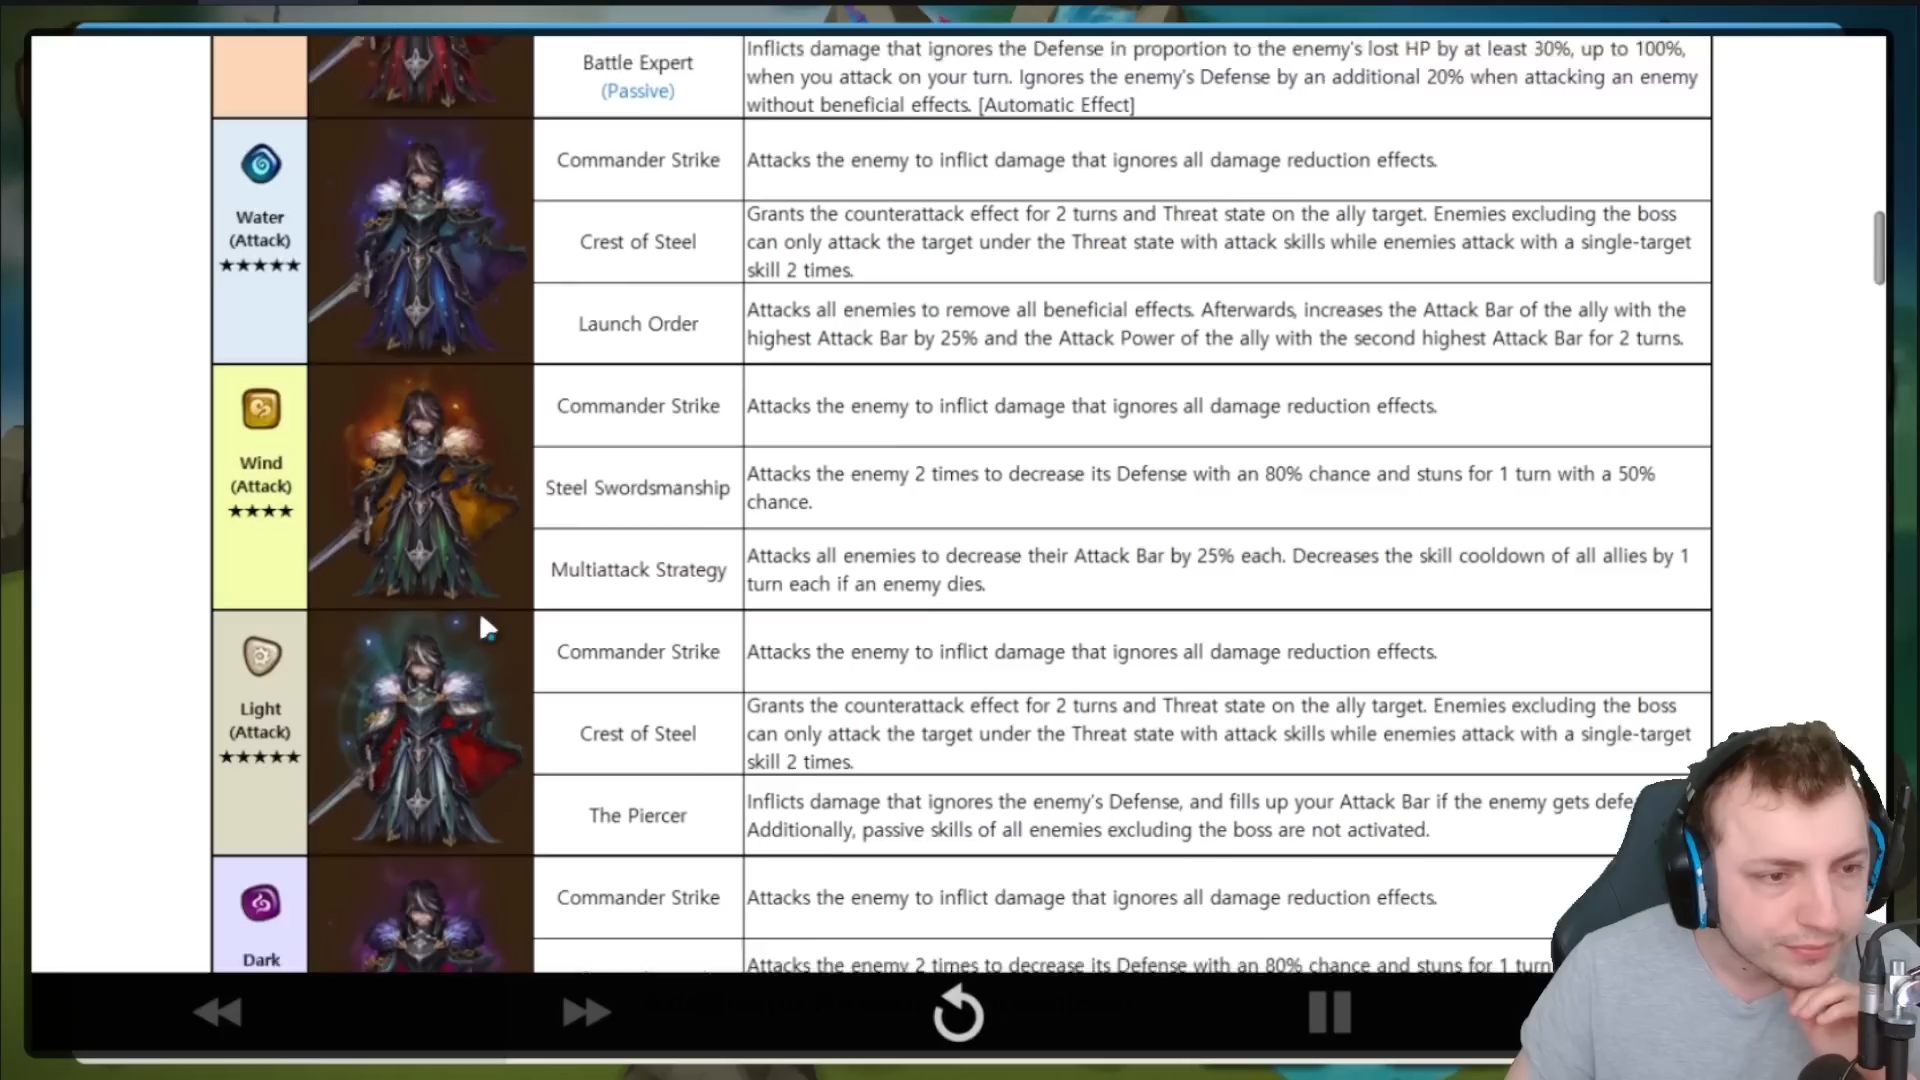 Inflicts damage that ignores the Defense in proportion to the enemy's lost HP by at least 30%, up to 100%,
Battle Expert
(Passive)
when you attack on your turn. Ignores the enemy's Defense by an additional 20% when attacking an enemy
without beneficial effects. [Automatic Effect]
Water
(Attack)
★★★★★
Commander Strike
Attacks the enemy to inflict damage that ignores all damage reduction effects.
Crest of Steel
Grants the counterattack effect for 2 turns and Threat state on the ally target. Enemies excluding the boss
can only attack the target under the Threat state with attack skills while enemies attack with a single-target
skill 2 times.
Launch Order
Attacks all enemies to remove all beneficial effects. Afterwards, increases the Attack Bar of the ally with the
highest Attack Bar by 25% and the Attack Power of the ally with the second highest Attack Bar for 2 turns.
Wind
(Attack)
★★★★
Commander Strike
Attacks the enemy to inflict damage that ignores all damage reduction effects.
Steel Swordsmanship
Attacks the enemy 2 times to decrease its Defense with an 80% chance and stuns for 1 turn with a 50%
chance.
Multiattack Strategy
Attacks all enemies to decrease their Attack Bar by 25% each. Decreases the skill cooldown of all allies by 1
turn each if an enemy dies.
Light
(Attack)
★★★★★
Commander Strike
Attacks the enemy to inflict damage that ignores all damage reduction effects.
Crest of Steel
Grants the counterattack effect for 2 turns and Threat state on the ally target. Enemies excluding the boss
can only attack the target under the Threat state with attack skills while enemies attack with a single-target
skill 2 times.
The Piercer
Inflicts damage that ignores the enemy's Defense, and fills up your Attack Bar if the enemy gets defe
Additionally, passive skills of all enemies excluding the boss are not activated.
Dark
Commander Strike
Attacks the enemy to inflict damage that ignores all damage reduction effects.
Attacks the enemy 2 times to decrease its Defense with an 80% chance and stuns for 1 turn